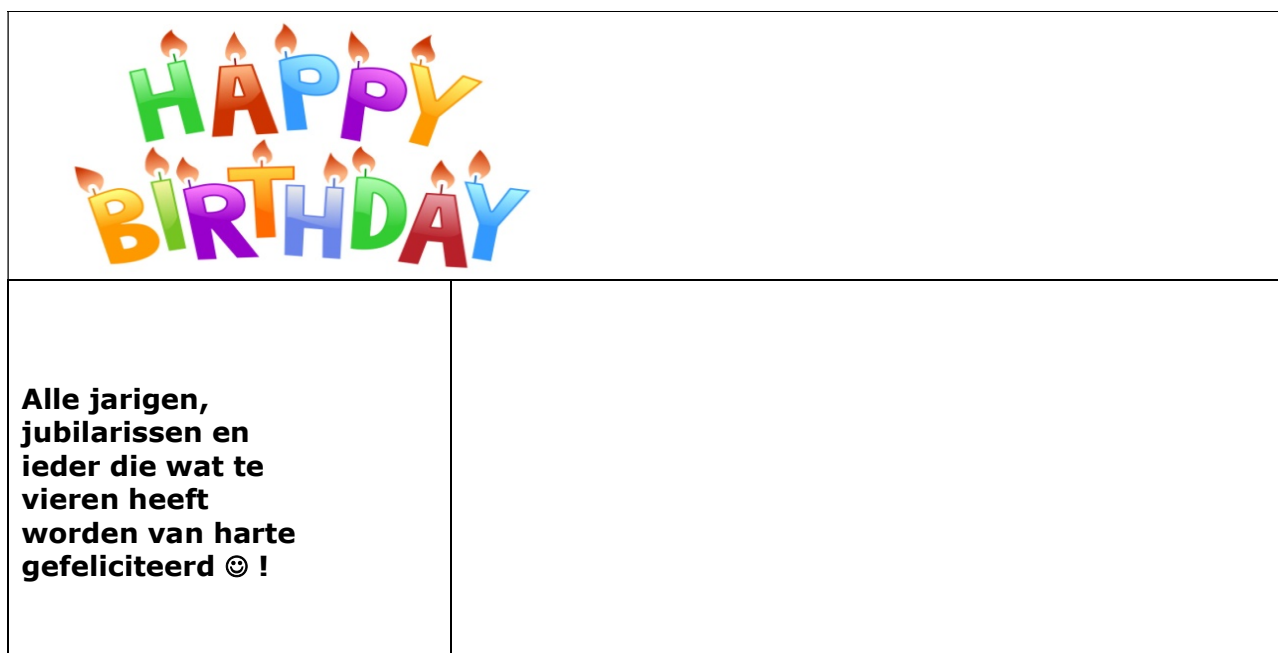 HAPPY
BIRTHDAY
Alle jarigen,
jubilarissen en
ieder die wat te
vieren heeft
worden van harte
gefeliciteerd ☺ !